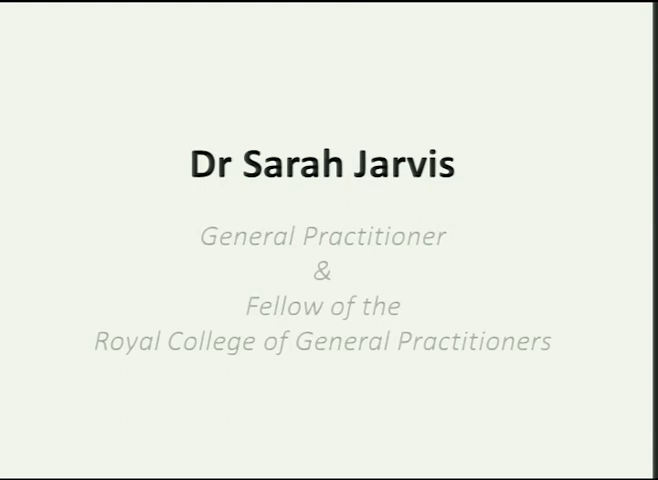 Dr Sarah Jarvis
General Practitioner
&
Fellow of the
Royal College of General Practitioners